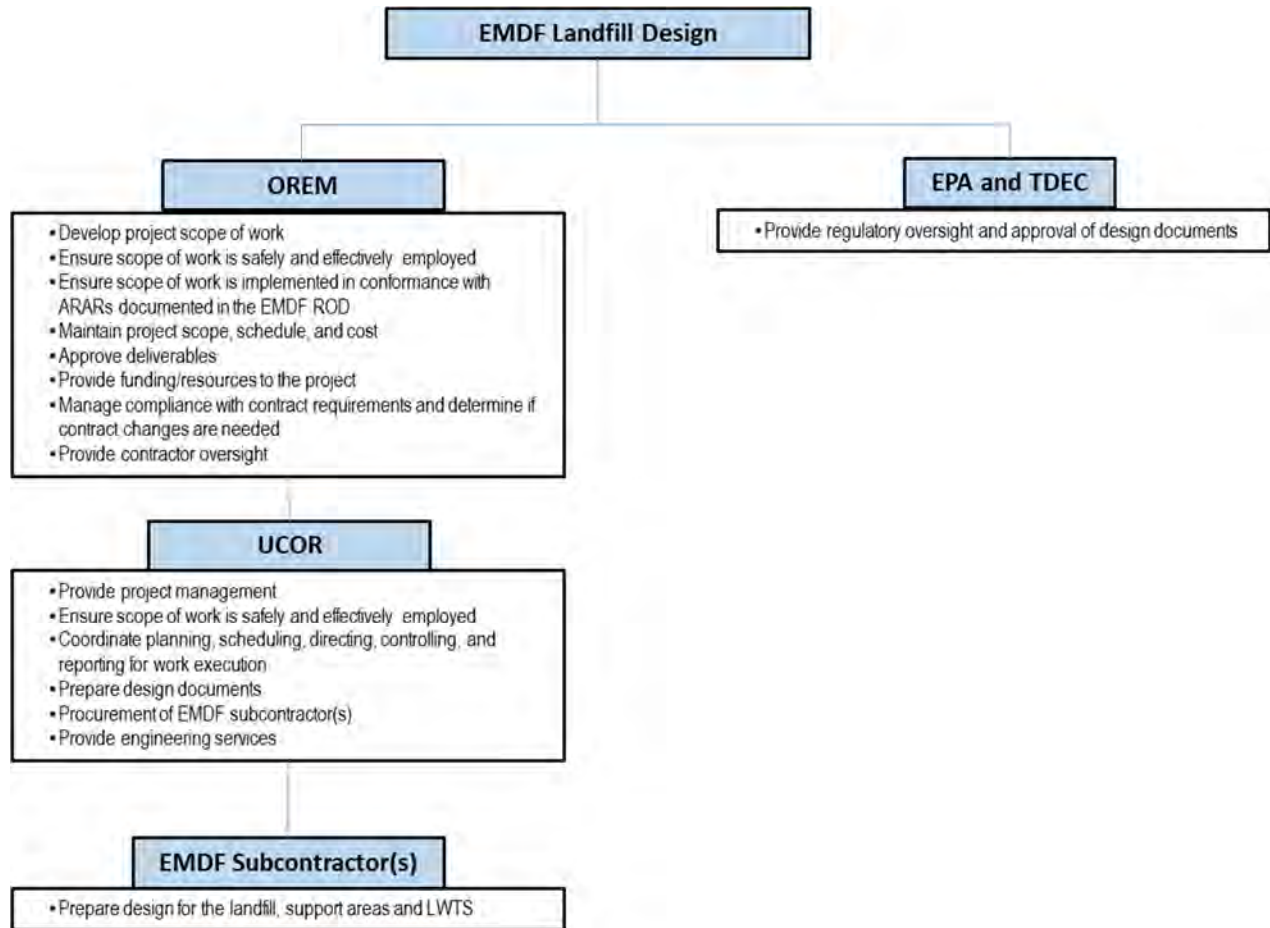 EMDF Landfill Design
OREM
• Develop project scope of work
• Ensure scope of work is safely and effectively employed
• Ensure scope of work is implemented in conformance with
ARARs documented in the EMDF ROD
• Maintain project scope, schedule, and cost
• Approve deliverables
• Provide funding/resources to the project
• Manage compliance with contract requirements and determine if
contract changes are needed
• Provide contractor oversight
EPA and TDEC
• Provide regulatory oversight and approval of design documents
UCOR
• Provide project management
• Ensure scope of work is safely and effectively employed
• Coordinate planning, scheduling, directing, controlling, and
reporting for work execution
• Prepare design documents
• Procurement of EMDF subcontractor(s)
• Provide engineering services
EMDF Subcontractor(s)
• Prepare design for the landfill, support areas and LWTS